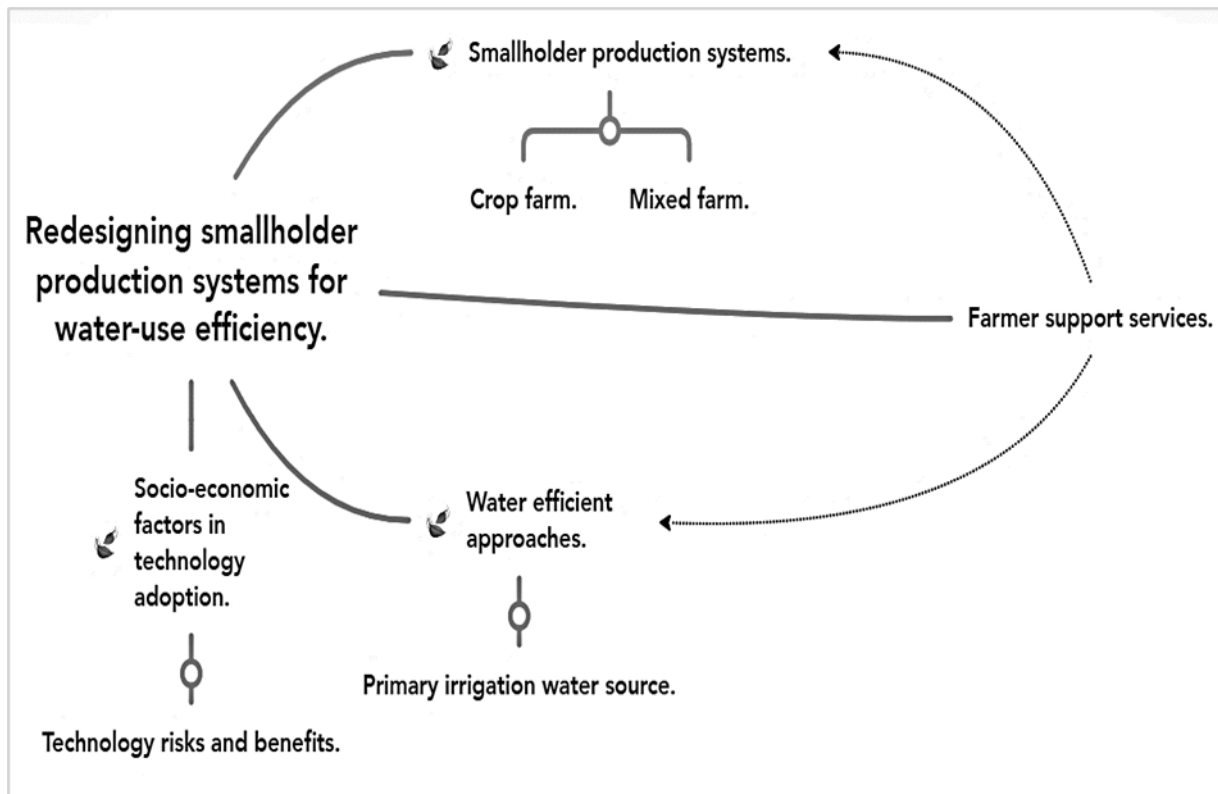 Smallholder production systems.
Crop farm.
Mixed farm.
Redesigning smallholder
production systems for
water-use efficiency.
Farmer support services.
Socio-economic
factors in
technology
adoption.
Water efficient
approaches.
Primary irrigation water source.
Technology risks and benefits.